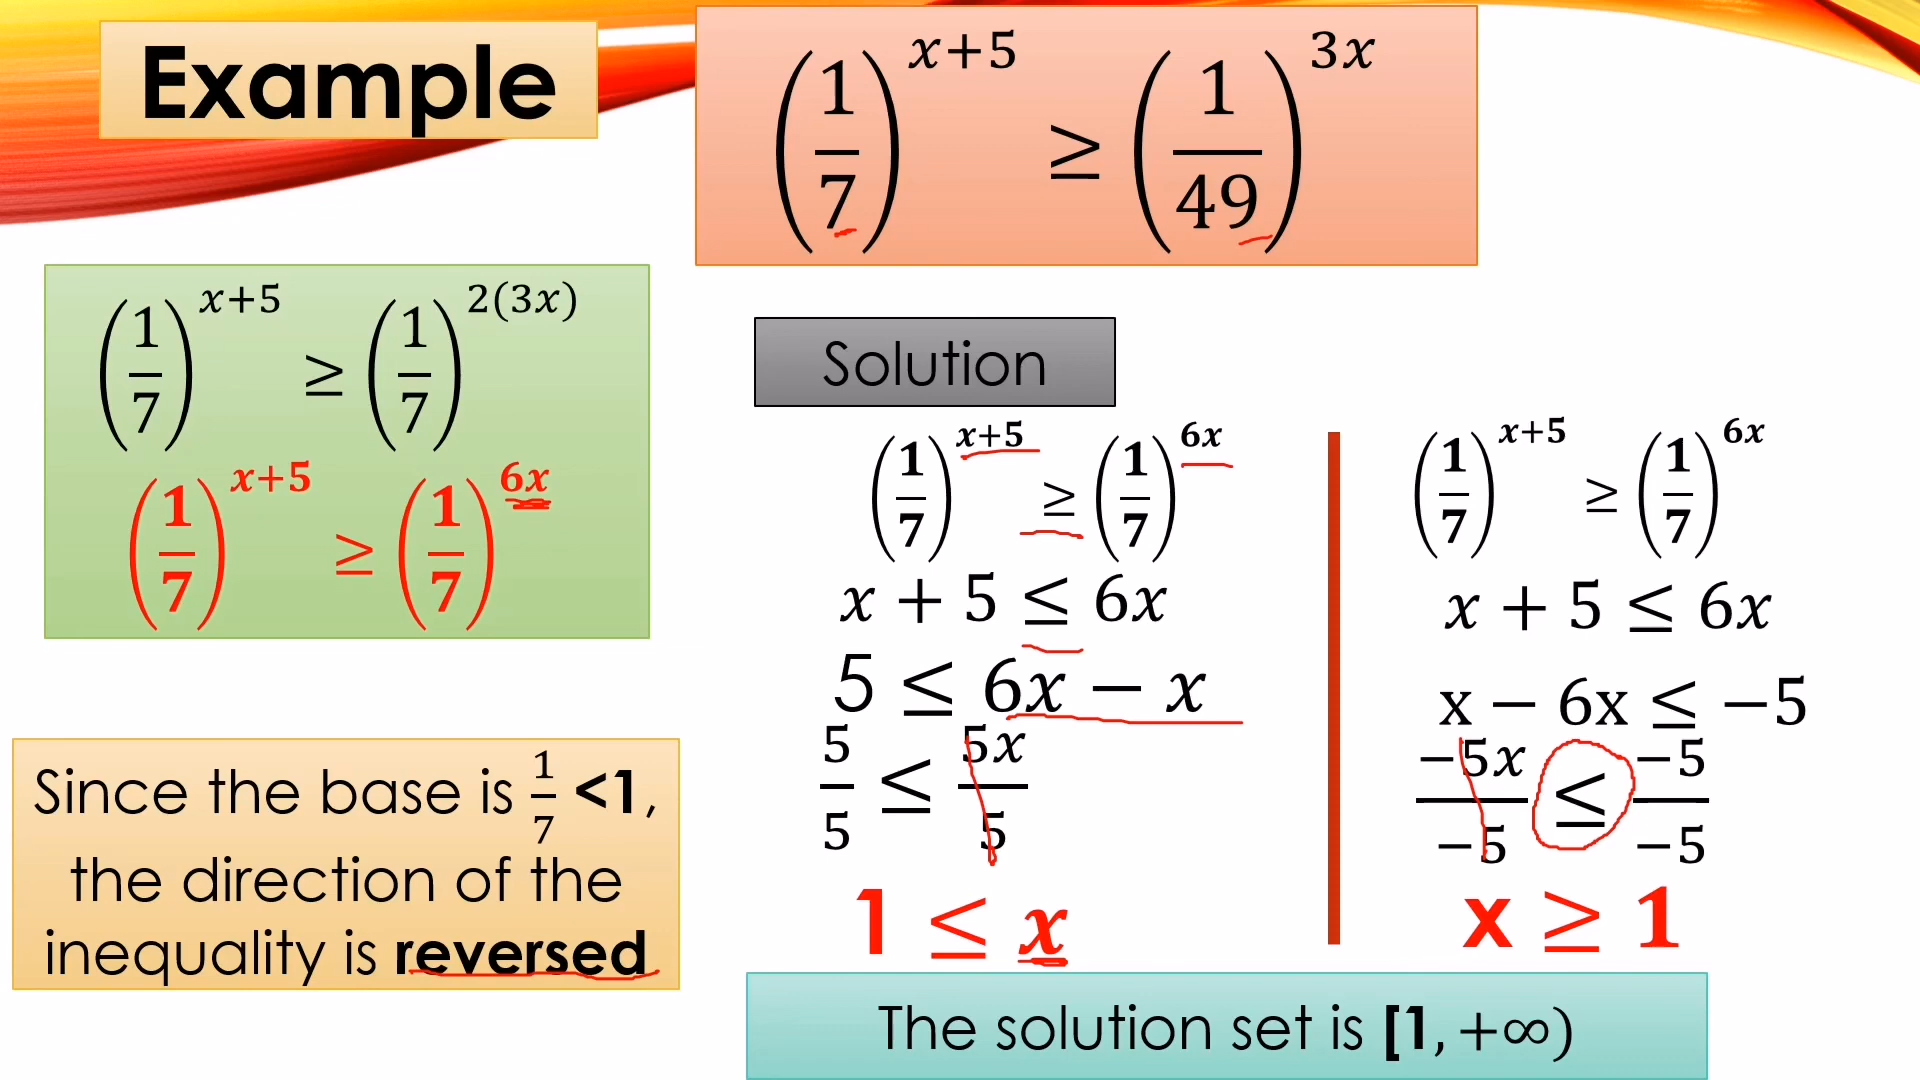 Example
(1/7)^{x+5} ≥ (1/49)^{3x}
(1/7)^{x+5} ≥ (1/7)^{2(3x)}
(1/7)^{x+5} ≥ (1/7)^{6x}
Since the base is 1/7 <1,
the direction of the
inequality is reversed
Solution
(1/7)^{x+5} ≥ (1/7)^{6x}
x + 5 ≤ 6x
5 ≤ 6x − x
5/5 ≤ 5x/5
1 ≤ x
(1/7)^{x+5} ≥ (1/7)^{6x}
x + 5 ≤ 6x
x − 6x ≤ −5
−5x/−5 ≤ −5/−5
x ≥ 1
The solution set is [1, +∞)